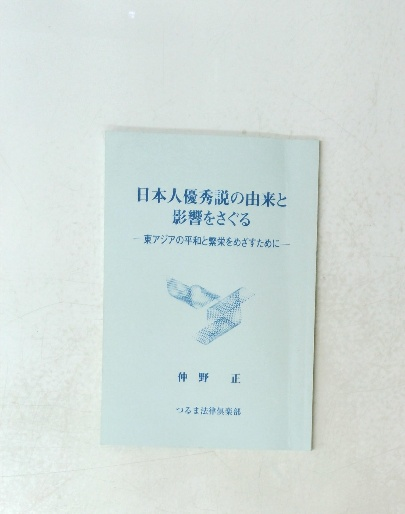 日本人優秀説の由来と
影響をさぐる
― 東アジアの平和と繁栄をめざすために ―
仲野 正
つるま法律倶楽部